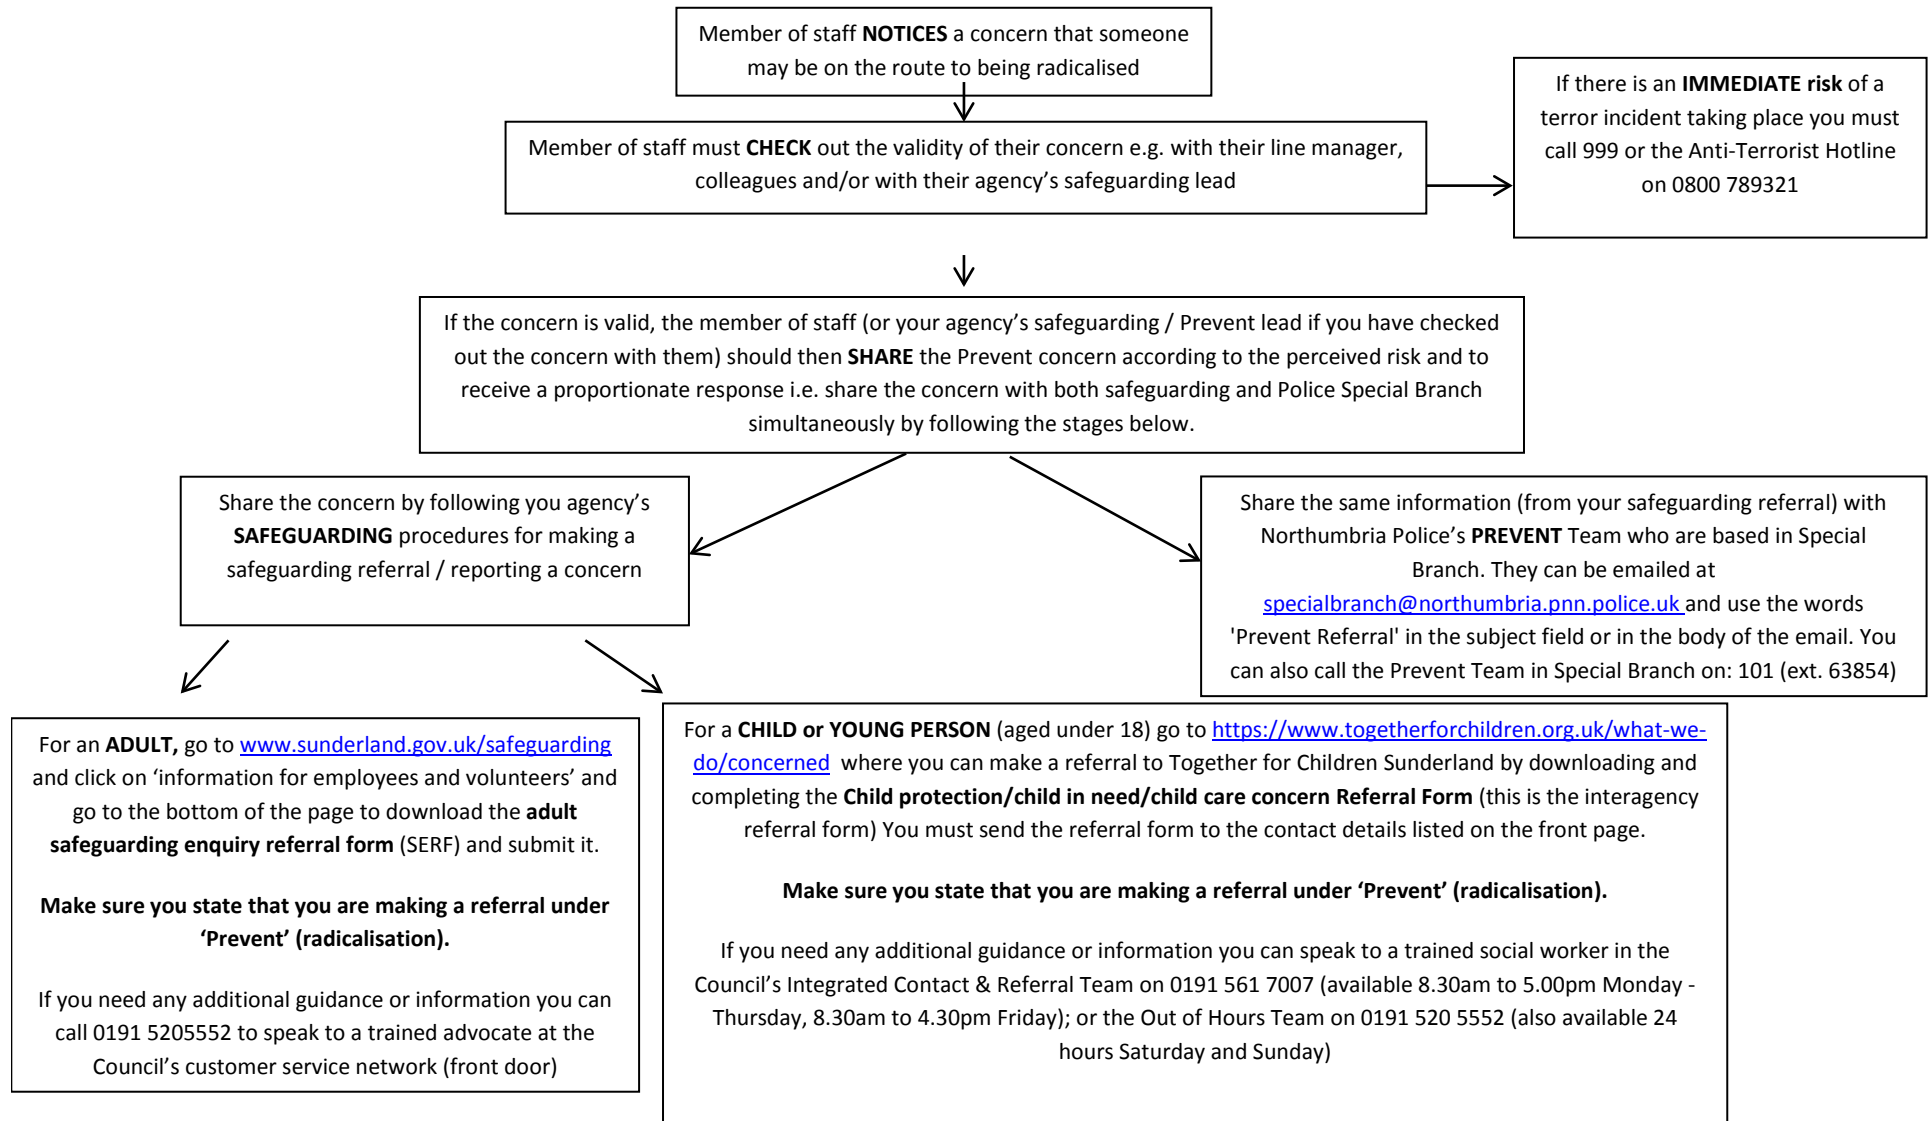 Member of staff NOTICES a concern that someone
may be on the route to being radicalised
If there is an IMMEDIATE risk of a
terror incident taking place you must
call 999 or the Anti-Terrorist Hotline
on 0800 789321
Member of staff must CHECK out the validity of their concern e.g. with their line manager,
colleagues and/or with their agency’s safeguarding lead
If the concern is valid, the member of staff (or your agency’s safeguarding / Prevent lead if you have checked
out the concern with them) should then SHARE the Prevent concern according to the perceived risk and to
receive a proportionate response i.e. share the concern with both safeguarding and Police Special Branch
simultaneously by following the stages below.
Share the concern by following you agency’s
SAFEGUARDING procedures for making a
safeguarding referral / reporting a concern
Share the same information (from your safeguarding referral) with
Northumbria Police’s PREVENT Team who are based in Special
Branch. They can be emailed at
specialbranch@northumbria.pnn.police.uk and use the words
'Prevent Referral' in the subject field or in the body of the email. You
can also call the Prevent Team in Special Branch on: 101 (ext. 63854)
For an ADULT, go to www.sunderland.gov.uk/safeguarding
and click on ‘information for employees and volunteers’ and
go to the bottom of the page to download the adult
safeguarding enquiry referral form (SERF) and submit it.
Make sure you state that you are making a referral under
‘Prevent’ (radicalisation).
If you need any additional guidance or information you can
call 0191 5205552 to speak to a trained advocate at the
Council’s customer service network (front door)
For a CHILD or YOUNG PERSON (aged under 18) go to https://www.togetherforchildren.org.uk/what-we-
do/concerned where you can make a referral to Together for Children Sunderland by downloading and
completing the Child protection/child in need/child care concern Referral Form (this is the interagency
referral form) You must send the referral form to the contact details listed on the front page.
Make sure you state that you are making a referral under ‘Prevent’ (radicalisation).
If you need any additional guidance or information you can speak to a trained social worker in the
Council’s Integrated Contact & Referral Team on 0191 561 7007 (available 8.30am to 5.00pm Monday -
Thursday, 8.30am to 4.30pm Friday); or the Out of Hours Team on 0191 520 5552 (also available 24
hours Saturday and Sunday)